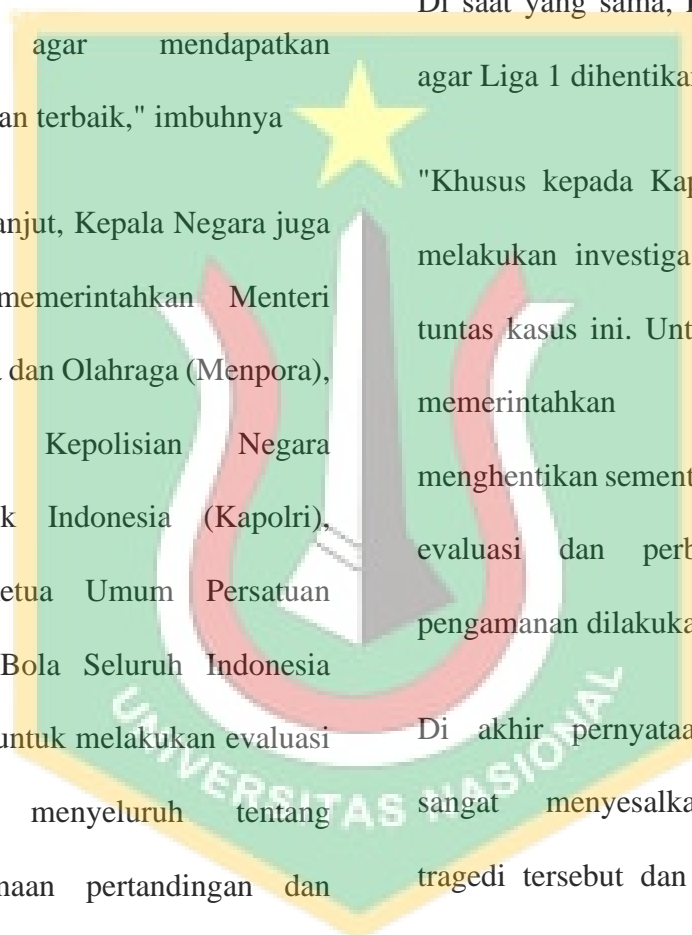 agar mendapatkan
an terbaik," imbuhnya
anjut, Kepala Negara juga
memerintahkan Menteri
dan Olahraga (Menpora),
Kepolisian Negara
k Indonesia (Kapolri),
etua Umum Persatuan
Bola Seluruh Indonesia
untuk melakukan evaluasi
menyeluruh tentang
naan pertandingan dan
Di saat yang sama,
agar Liga 1 dihentikan
"Khusus kepada Kap
melakukan investiga
tuntas kasus ini. Unt
memerintahkan
menghentikan sement
evaluasi dan perb
pengamanan dilakuka
Di akhir pernyataa
sangat menyesalka
tragedi tersebut dan
UNIVERSITAS NASIONAL